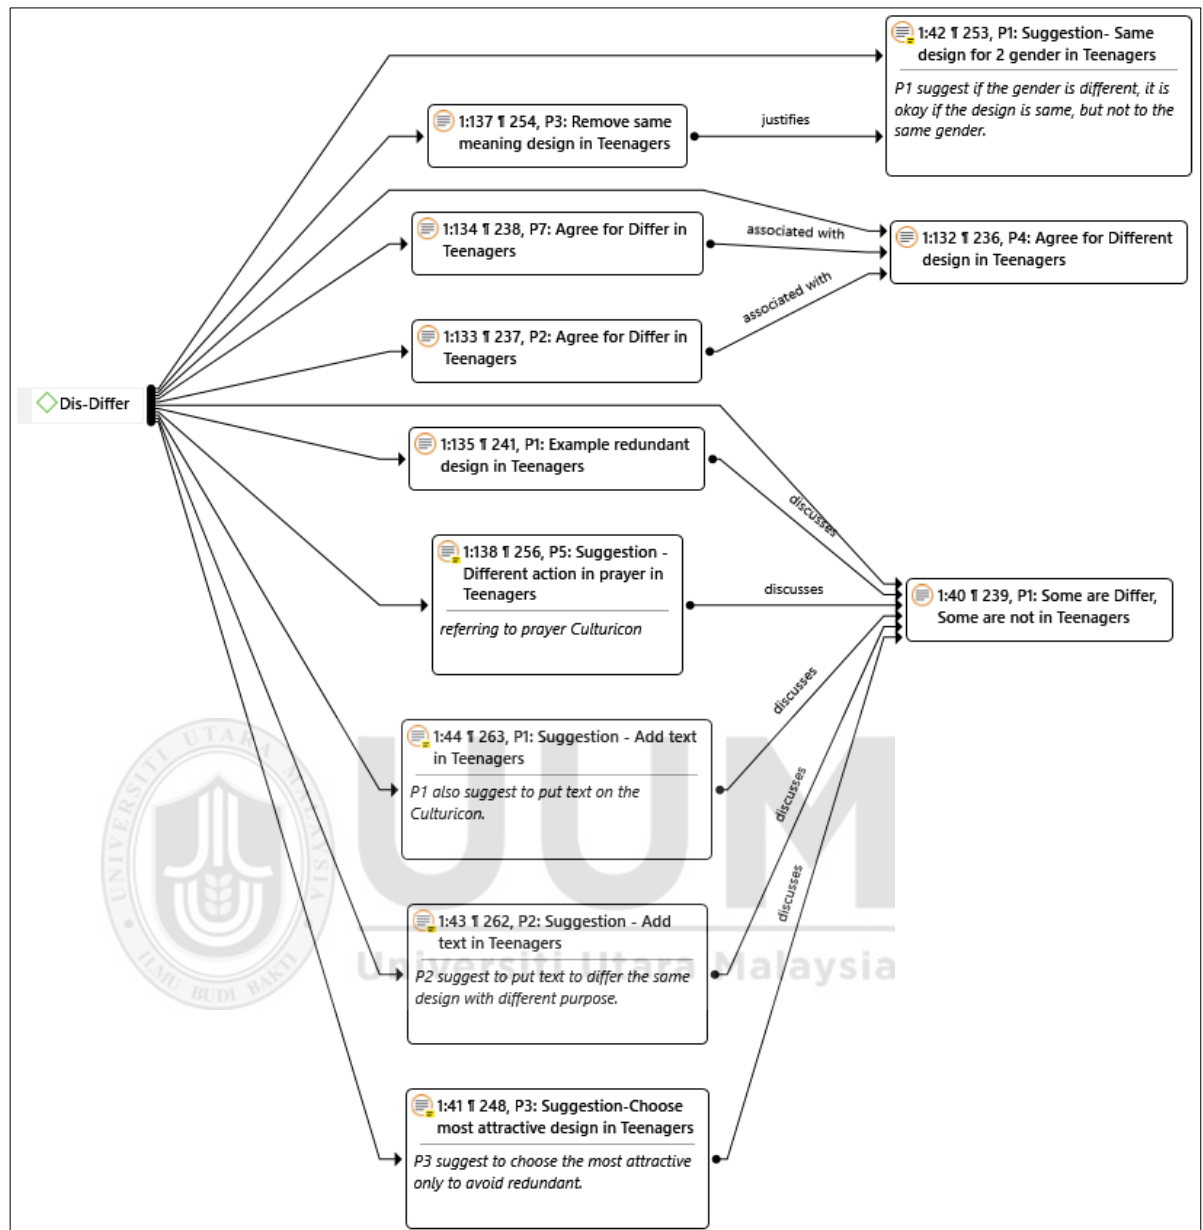 1:42 ¶ 253, P1: Suggestion- Same
design for 2 gender in Teenagers
P1 suggest if the gender is different, it is
okay if the design is same, but not to the
same gender.
1:137 ¶ 254, P3: Remove same
meaning design in Teenagers
justifies
1:134 ¶ 238, P7: Agree for Differ in
Teenagers
associated with
1:132 ¶ 236, P4: Agree for Different
design in Teenagers
1:133 ¶ 237, P2: Agree for Differ in
Teenagers
associated with
Dis-Differ
1:135 ¶ 241, P1: Example redundant
design in Teenagers
discusses
1:138 ¶ 256, P5: Suggestion -
Different action in prayer in
Teenagers
referring to prayer Culturicon
discusses
1:40 ¶ 239, P1: Some are Differ,
Some are not in Teenagers
1:44 ¶ 263, P1: Suggestion - Add text
in Teenagers
P1 also suggest to put text on the
Culturicon.
discusses
1:43 ¶ 262, P2: Suggestion - Add
text in Teenagers
P2 suggest to put text to differ the same
design with different purpose.
discusses
1:41 ¶ 248, P3: Suggestion-Choose
most attractive design in Teenagers
P3 suggest to choose the most attractive
only to avoid redundant.
discusses
UNIVERSITI UTARA MALAYSIA
ILMU BUDI BAKTI
UUM
Universiti Utara Malaysia